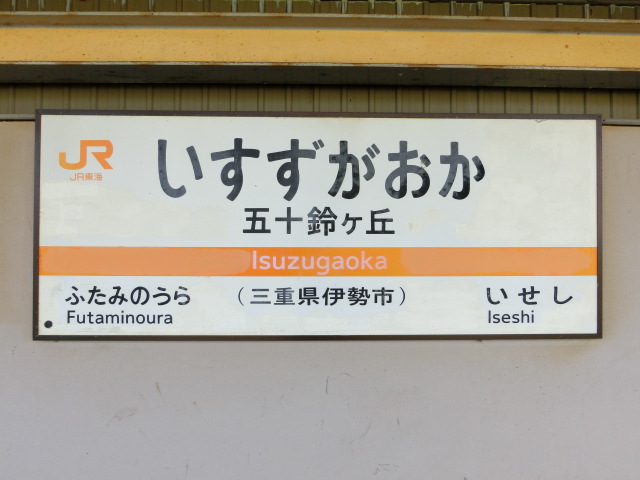 JR
JR東海
いすずがおか
五十鈴ヶ丘
Isuzugaoka
ふたみのうら
Futaminoura
（三重県伊勢市）
いせし
Iseshi